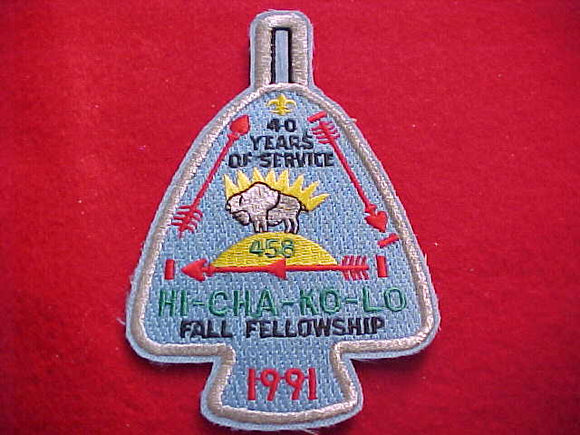 40
YEARS
OF SERVICE
458
HI-CHA-KO-LO
FALL FELLOWSHIP
1991